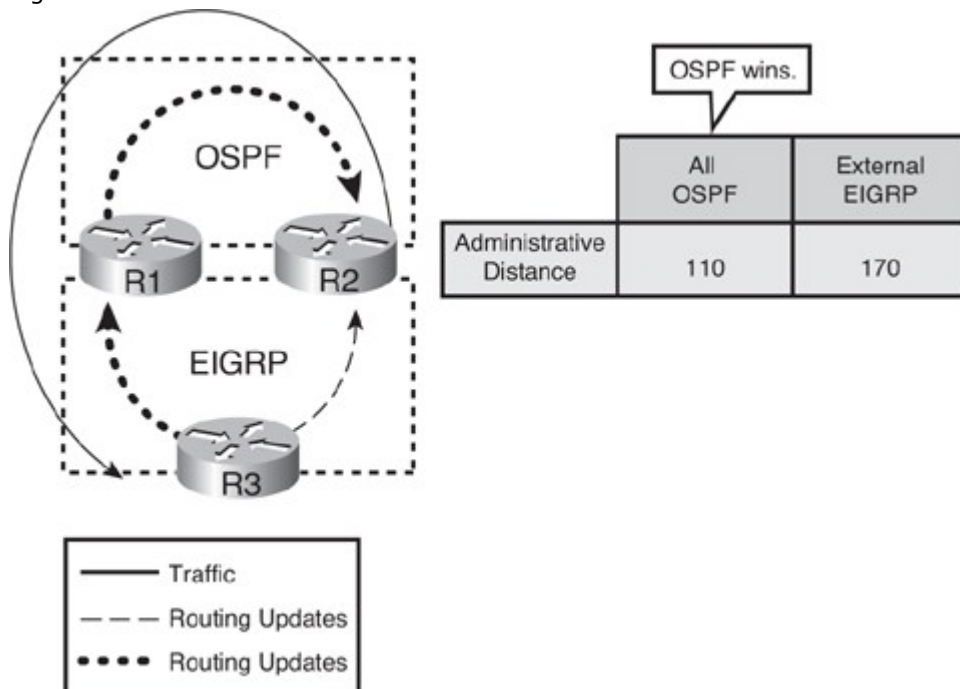 OSPF wins.
OSPF
All
OSPF
External
EIGRP
R1
R2
Administrative
Distance
110
170
EIGRP
R3
Traffic
Routing Updates
Routing Updates